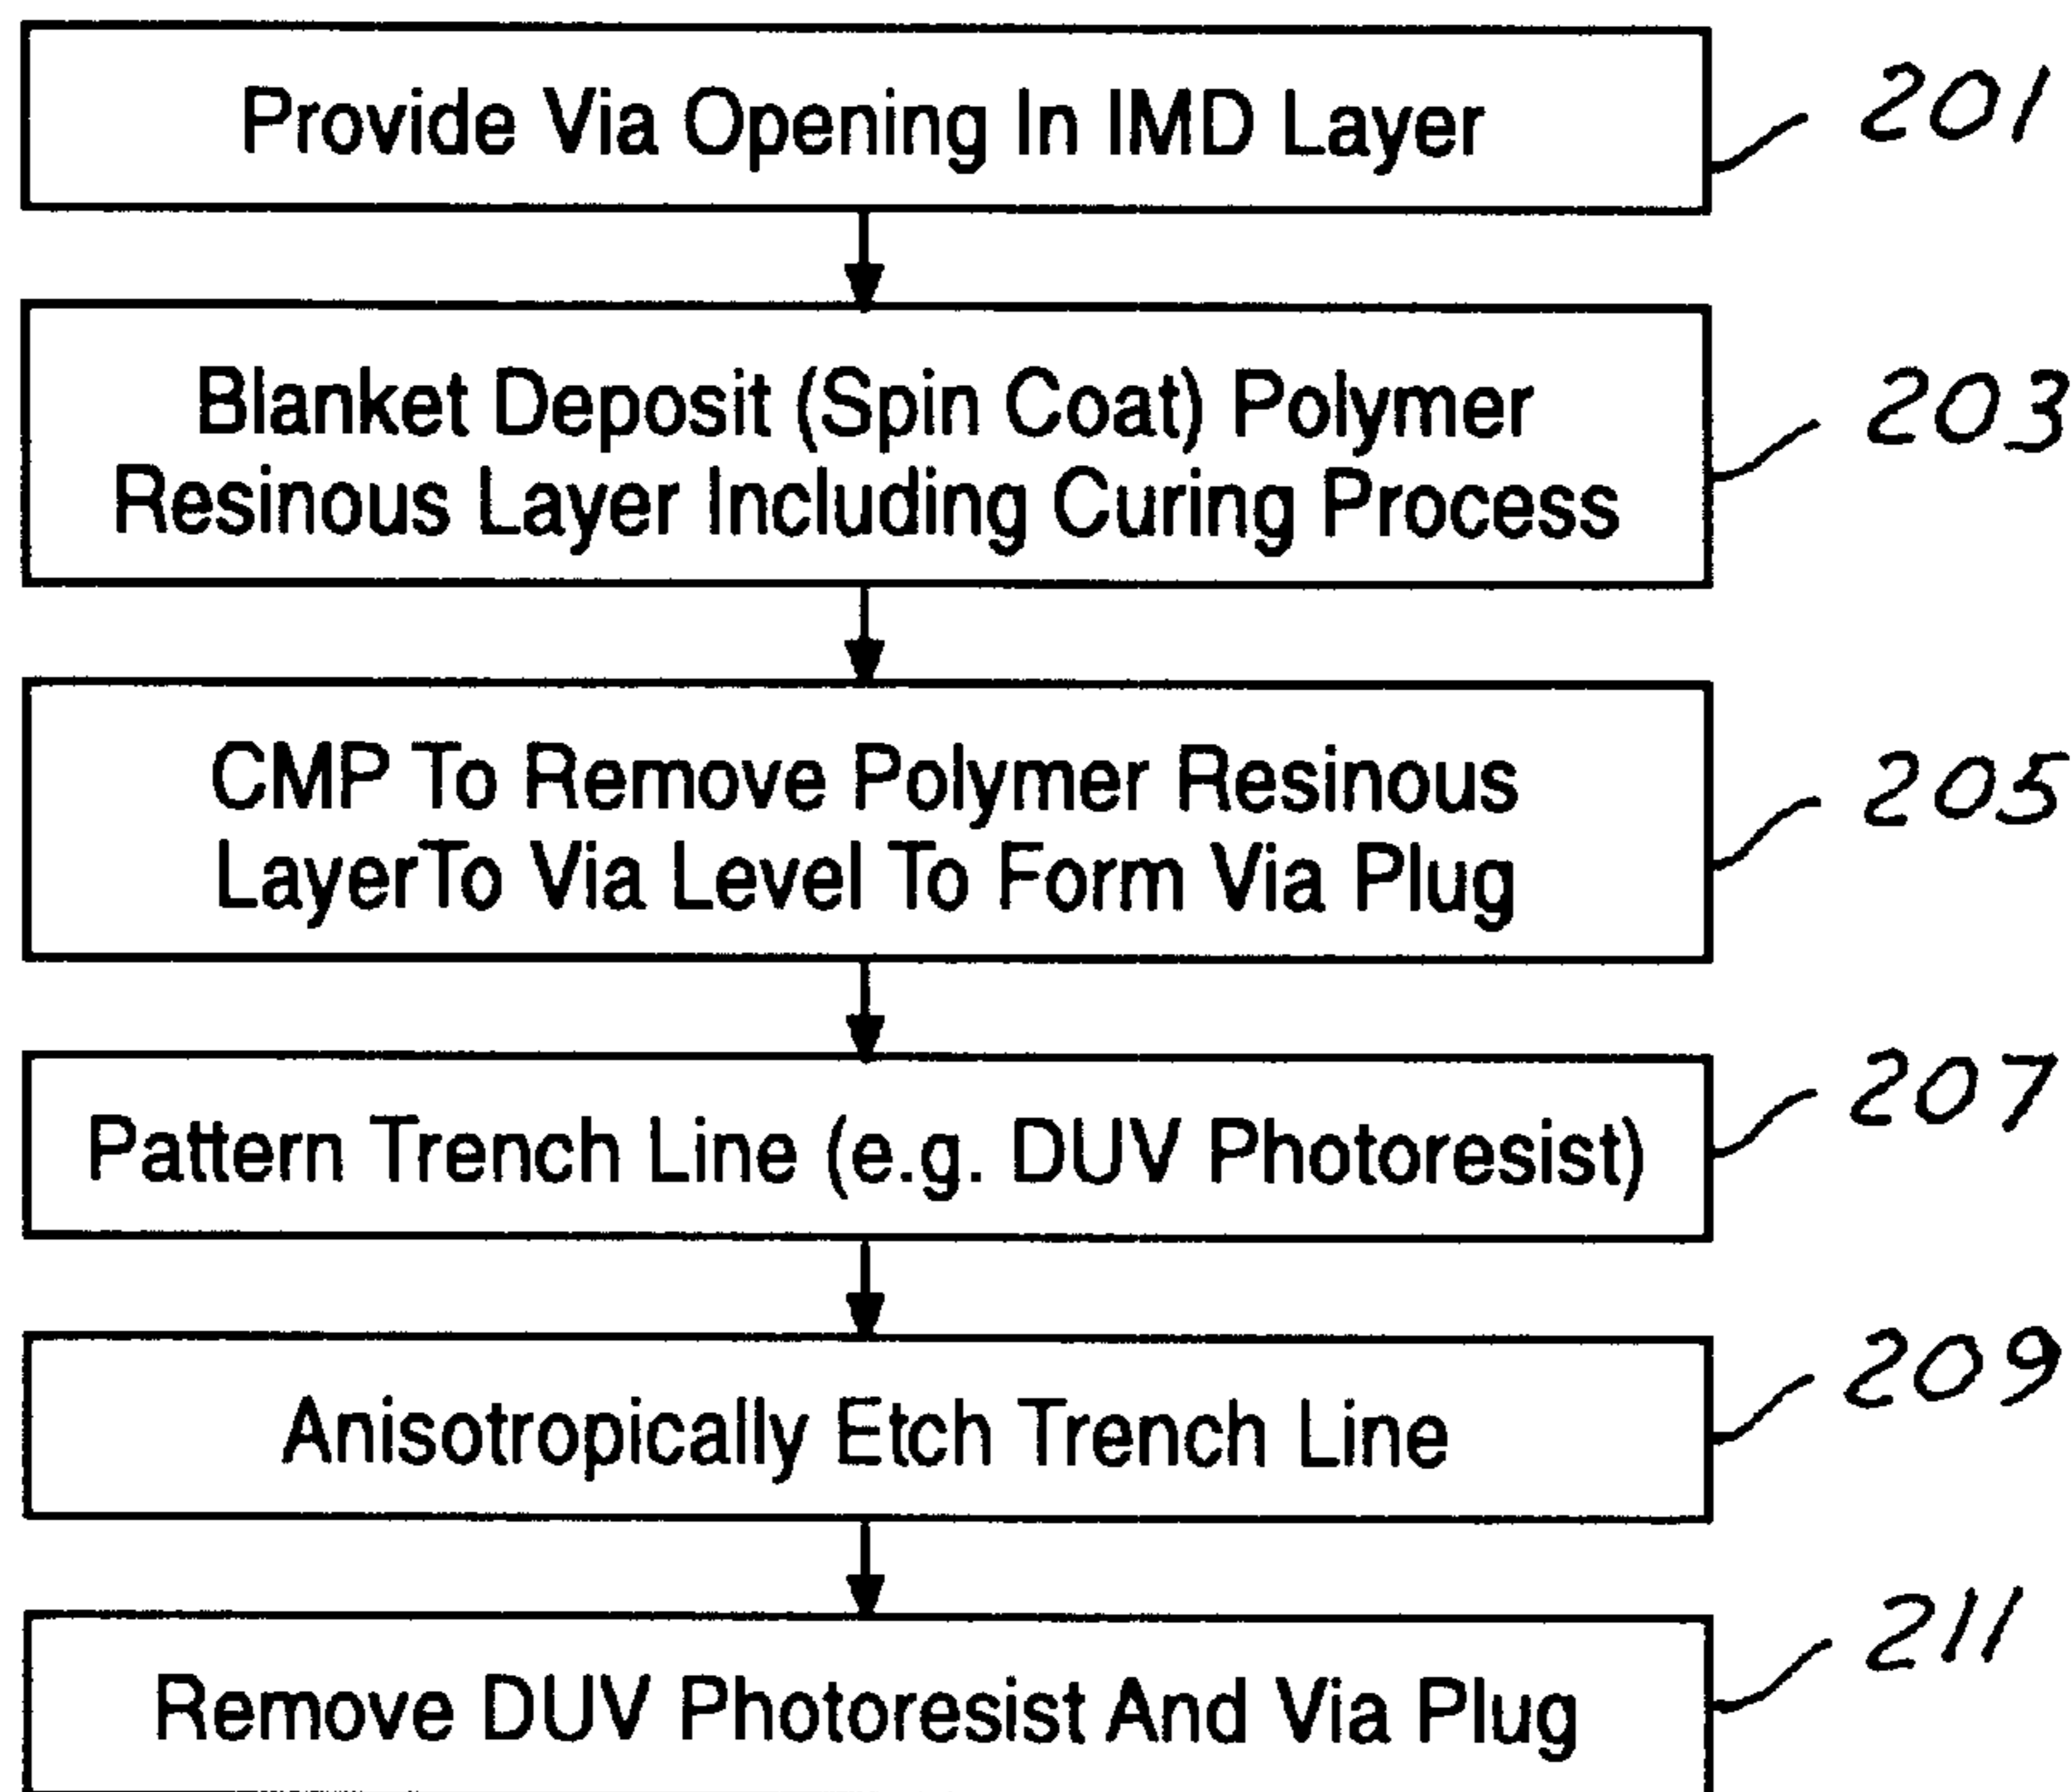 Provide Via Opening In IMD Layer
201
Blanket Deposit (Spin Coat) Polymer
Resinous Layer Including Curing Process
203
CMP To Remove Polymer Resinous
LayerTo Via Level To Form Via Plug
205
Pattern Trench Line (e.g. DUV Photoresist)
207
Anisotropically Etch Trench Line
209
Remove DUV Photoresist And Via Plug
211